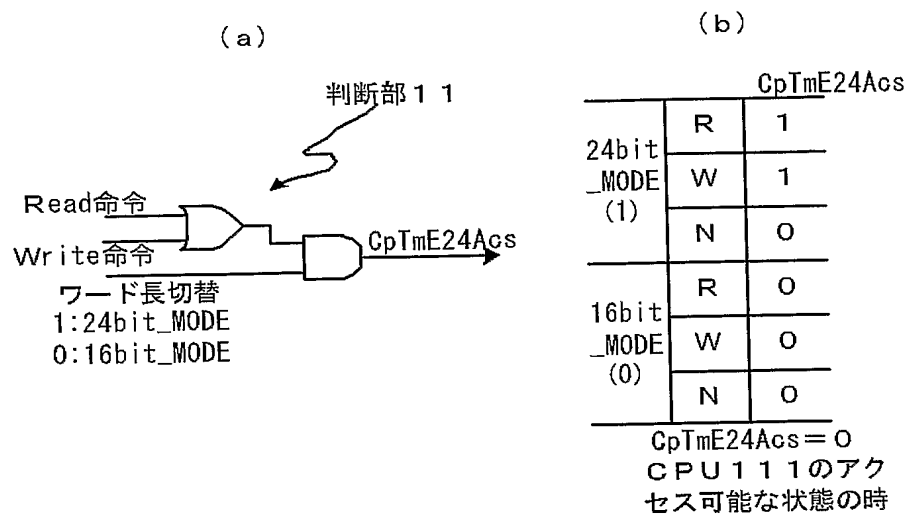 (a)
判断部11
Read命令
Write命令
CpTmE24Acs
ワード長切替
1:24bit_MODE
0:16bit_MODE
(b)
CpTmE24Acs
24bit
_MODE
(1)
R 1
W 1
N 0
16bit
_MODE
(0)
R 0
W 0
N 0
CpTmE24Acs=0
CPU111のアク
セス可能な状態の時